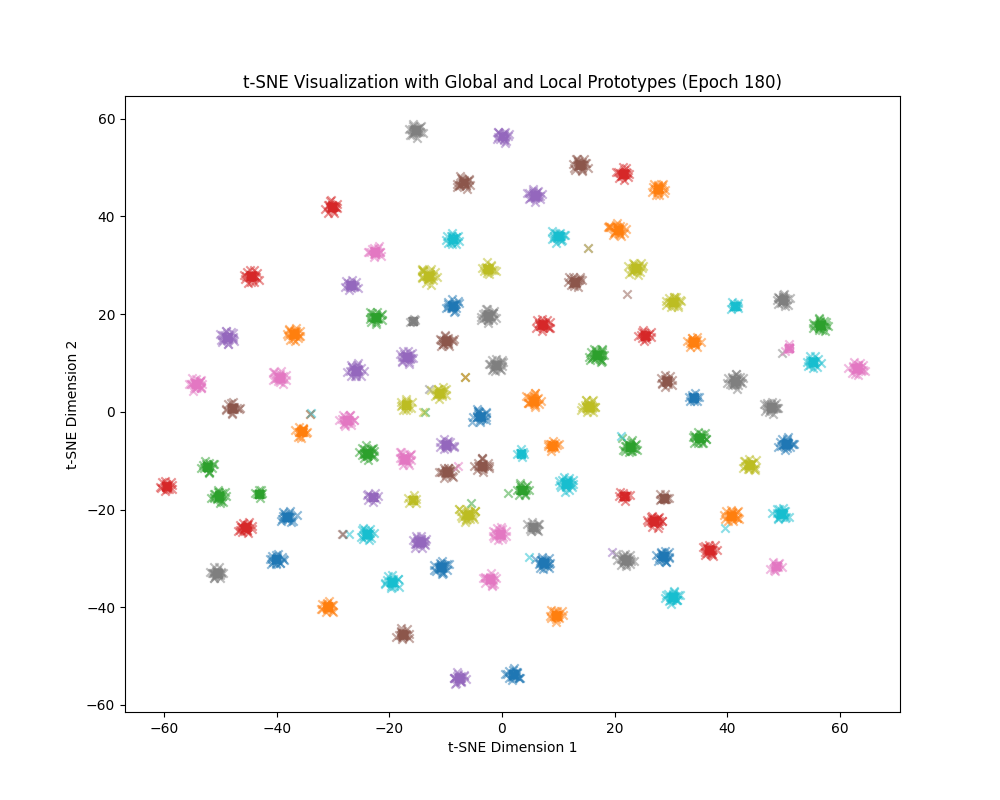 t-SNE Visualization with Global and Local Prototypes (Epoch 180)
60
40
20
0
−20
−40
−60
t-SNE Dimension 2
−60 −40 −20 0 20 40 60
t-SNE Dimension 1